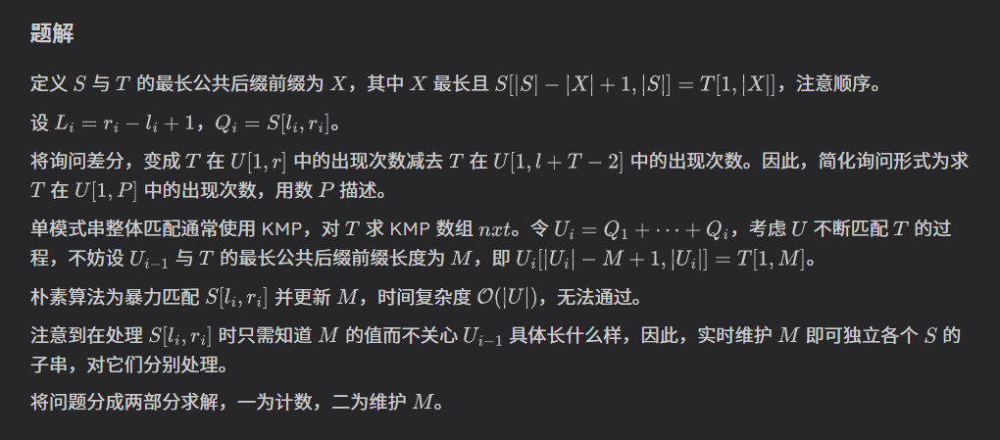 题解
定义 S 与 T 的最长公共后缀前缀为 X，其中 X 最长且 S[|S| − |X| + 1, |S|] = T[1, |X|]，注意顺序。
设 L_i = r_i − l_i + 1，Q_i = S[l_i, r_i]。
将询问差分，变成 T 在 U[1, r] 中的出现次数减去 T 在 U[1, l + T − 2] 中的出现次数。因此，简化询问形式为求
T 在 U[1, P] 中的出现次数，用数 P 描述。
单模式串整体匹配通常使用 KMP，对 T 求 KMP 数组 nxt。令 U_i = Q_1 + ⋯ + Q_i，考虑 U 不断匹配 T 的过
程，不妨设 U_{i−1} 与 T 的最长公共后缀前缀长度为 M，即 U_i[|U_i| − M + 1, |U_i|] = T[1, M]。
朴素算法为暴力匹配 S[l_i, r_i] 并更新 M，时间复杂度 O(|U|)，无法通过。
注意到在处理 S[l_i, r_i] 时只需知道 M 的值而不关心 U_{i−1} 具体长什么样，因此，实时维护 M 即可独立各个 S 的
子串，对它们分别处理。
将问题分成两部分求解，一为计数，二为维护 M。